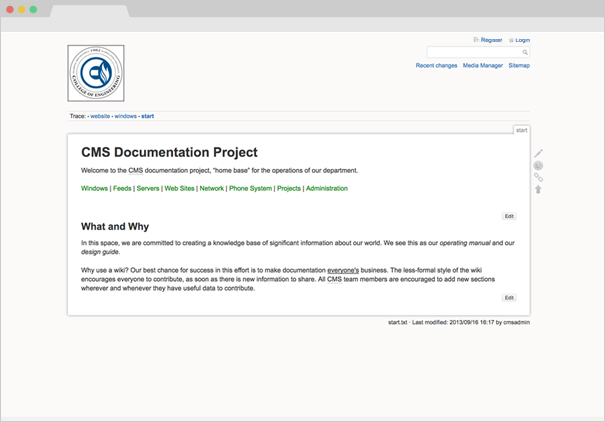 Register Login
Recent changes Media Manager Sitemap
1962
COLLEGE OF ENGINEERING
Trace: • website • windows • start
start
CMS Documentation Project
Welcome to the CMS documentation project, "home base" for the operations of our department.
Windows | Feeds | Servers | Web Sites | Network | Phone System | Projects | Administration
Edit
What and Why
In this space, we are committed to creating a knowledge base of significant information about our world. We see this as our operating manual and our
design guide.
Why use a wiki? Our best chance for success in this effort is to make documentation everyone's business. The less-formal style of the wiki
encourages everyone to contribute, as soon as there is new information to share. All CMS team members are encouraged to add new sections
wherever and whenever they have useful data to contribute.
Edit
start.txt · Last modified: 2013/09/16 16:17 by cmsadmin